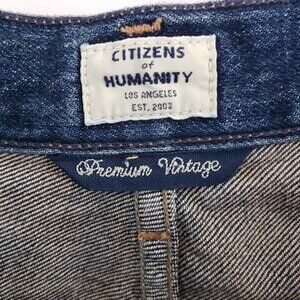 CITIZENS
of
HUMANITY
LOS ANGELES
EST. 2003
Premium Vintage